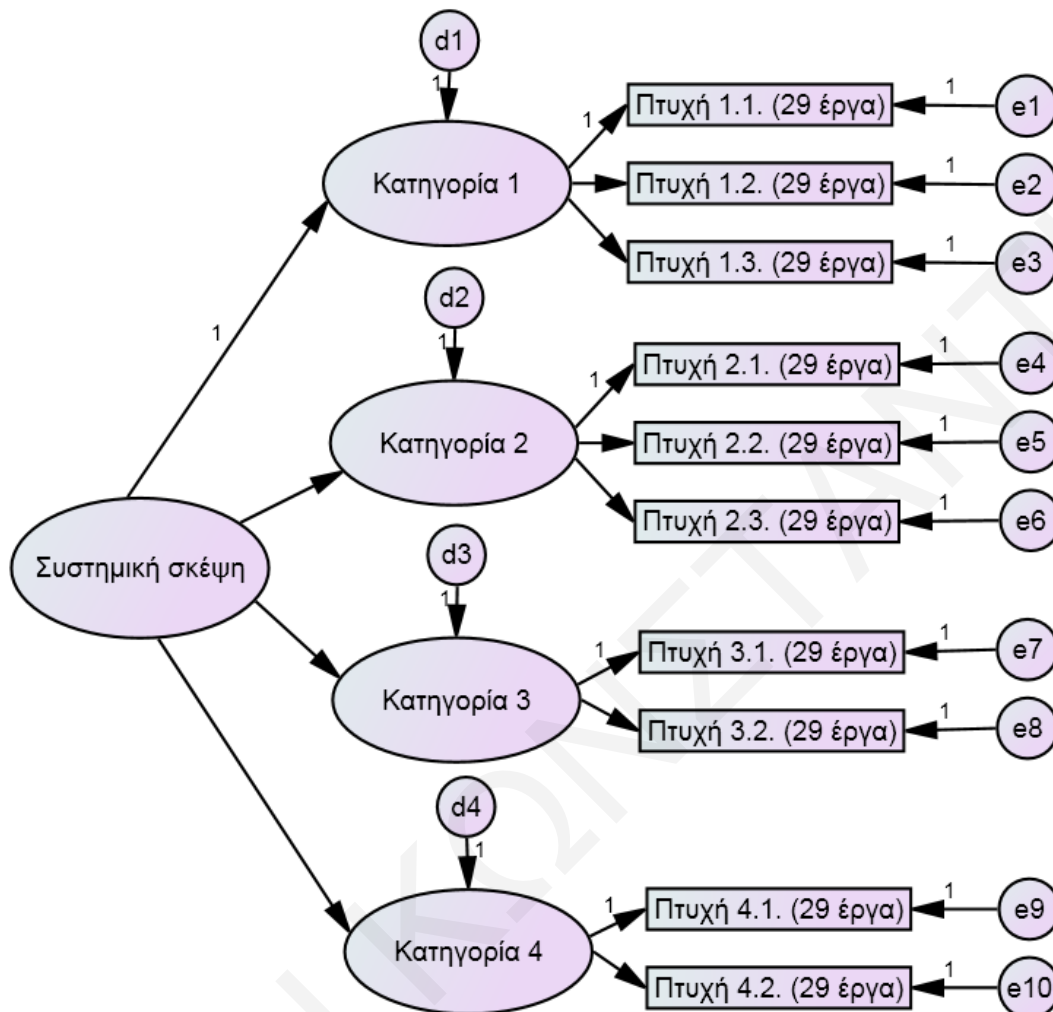 d1
1
Κατηγορία 1
1
Πτυχή 1.1. (29 έργα)
1
e1
Πτυχή 1.2. (29 έργα)
1
e2
Πτυχή 1.3. (29 έργα)
1
e3
1
d2
1
Κατηγορία 2
1
Πτυχή 2.1. (29 έργα)
1
e4
Πτυχή 2.2. (29 έργα)
1
e5
Πτυχή 2.3. (29 έργα)
1
e6
Συστημική σκέψη
d3
1
Κατηγορία 3
1
Πτυχή 3.1. (29 έργα)
1
e7
Πτυχή 3.2. (29 έργα)
1
e8
d4
1
Κατηγορία 4
1
Πτυχή 4.1. (29 έργα)
1
e9
Πτυχή 4.2. (29 έργα)
1
e10